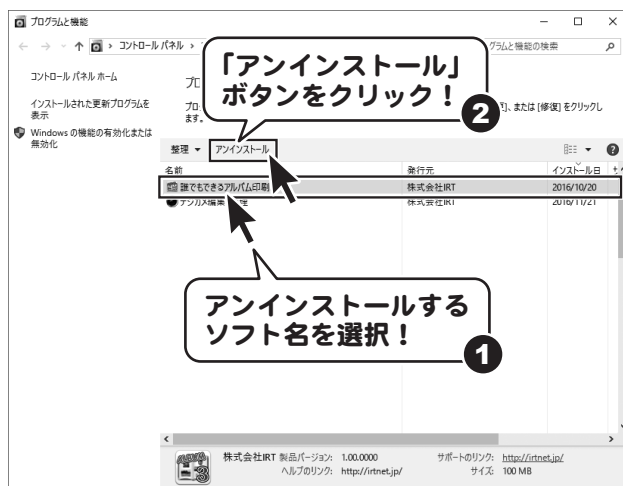 プログラムと機能
コントロール パネル
グラムと機能の検索
コントロール パネル ホーム
インストールされた更新プログラムを
表示
Windows の機能の有効化または
無効化
「アンインストール」
ボタンをクリック!
2
プロ
プロ
、または [修復] をクリックし
ます。
整理
アンインストール
名前
発行元
インストール日
誰でもできるアルバム印刷
株式会社IRT
2016/10/20
デジカメ編集
理
株式会社IRT
2016/11/21
アンインストールする
ソフト名を選択!
1
株式会社IRT 製品バージョン: 1.00.0000
サポートのリンク: http://irtnet.jp/
ヘルプのリンク: http://irtnet.jp/
サイズ: 100 MB